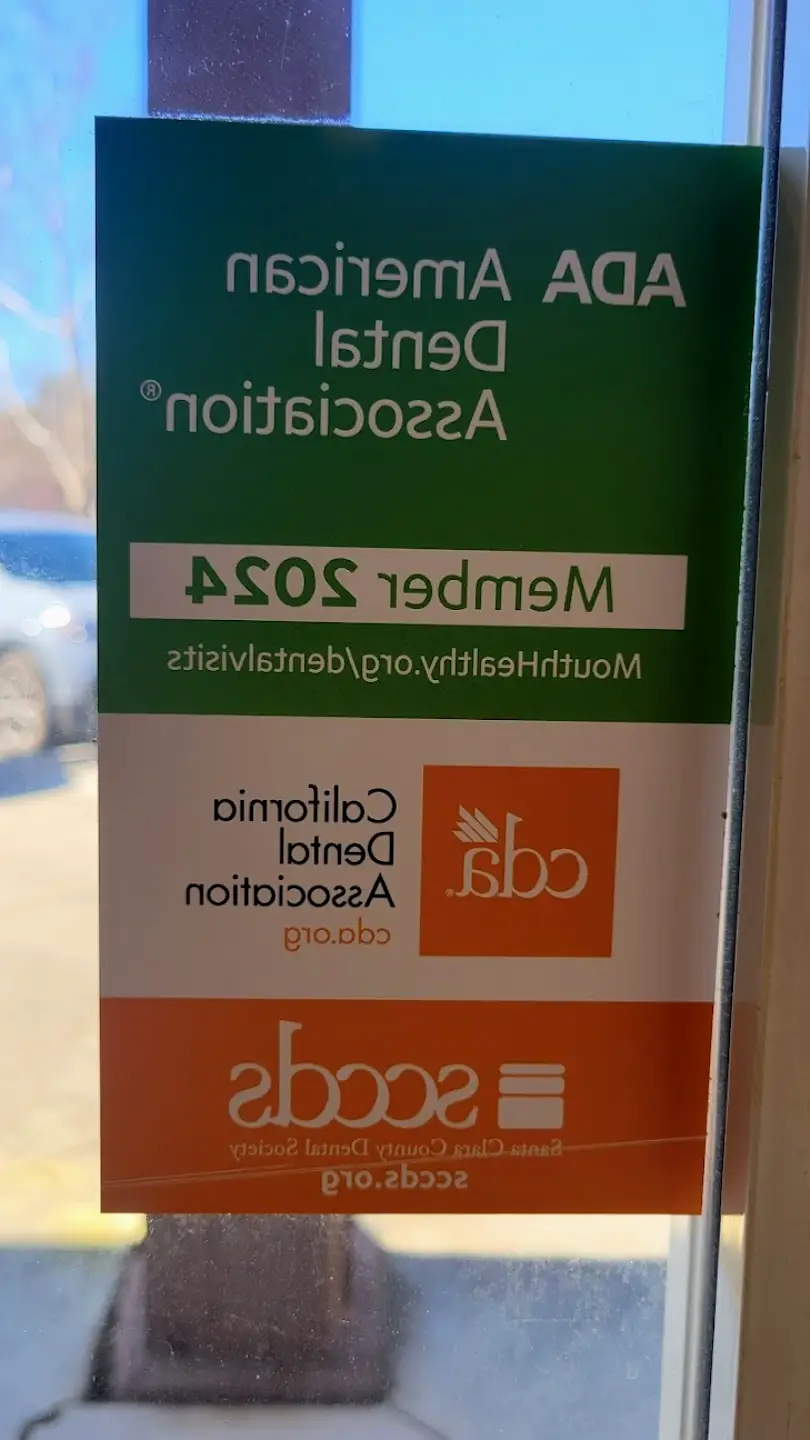 ADA American
Dental
Association®
Member 2024
MouthHealthy.org/dentalvisits
cda®
California
Dental
Association
cda.org
sccds
Santa Clara County Dental Society
sccds.org